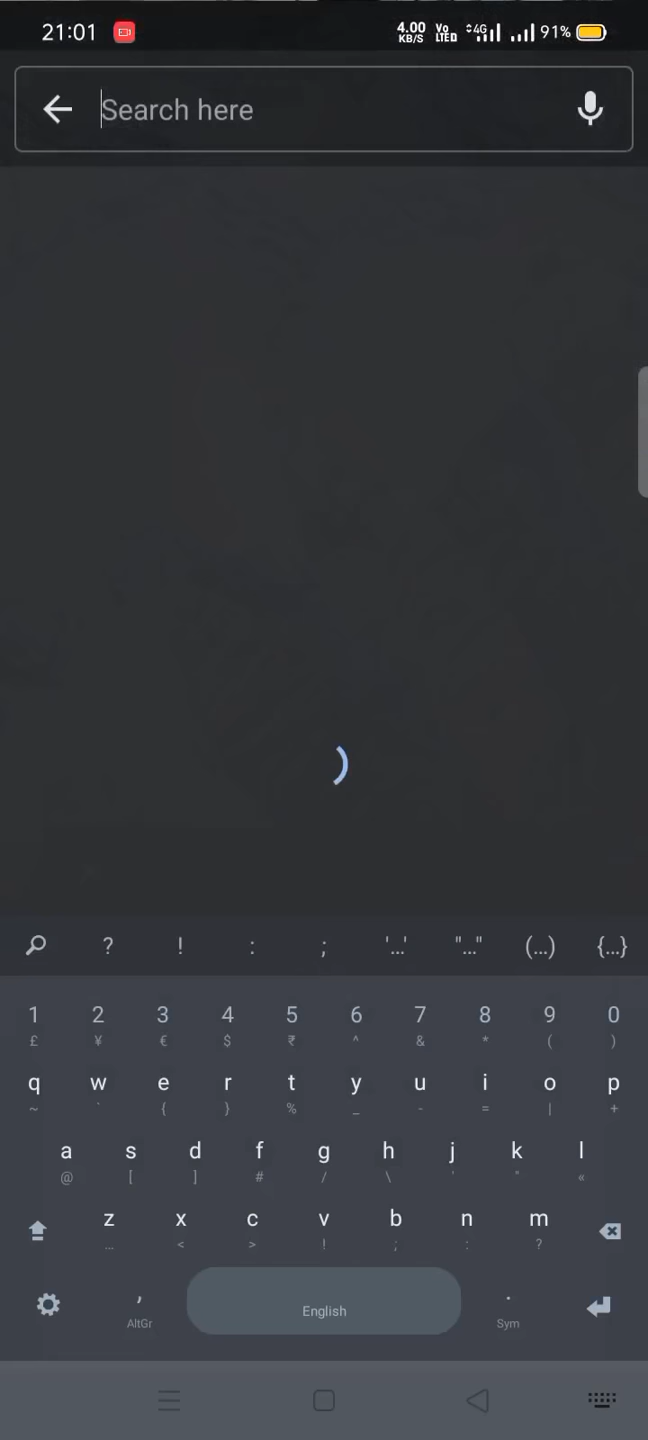 21:01 4.00 KB/S Vo LTE D 4G 91%
Search here
? ! : ; '...' "..." (...) {...}
1 2 3 4 5 6 7 8 9 0
£ ¥ € $ ₹ ^ & * ( )
q w e r t y u i o p
~ ` { } % _ - = | +
a s d f g h j k l
@ [ ] # / \ ' " «
z x c v b n m
... < > ! ; : ?
, English .
AltGr Sym